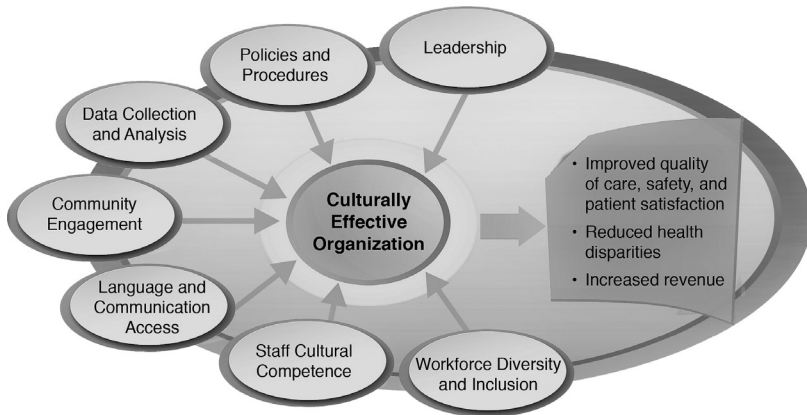 Leadership
Policies and
Procedures
Data Collection
and Analysis
Community
Engagement
Language and
Communication
Access
Staff Cultural
Competence
Workforce Diversity
and Inclusion
Culturally
Effective
Organization
• Improved quality
of care, safety, and
patient satisfaction
• Reduced health
disparities
• Increased revenue